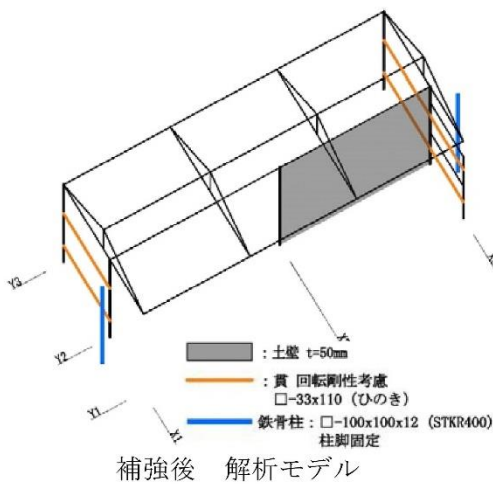 Y3
Y2
Y1
X1
：土壁 t=50mm
：貫 回転剛性考慮
□-33x110 (ひのき)
鉄骨柱：□-100x100x12 (STKR400)
柱脚固定
補強後　解析モデル